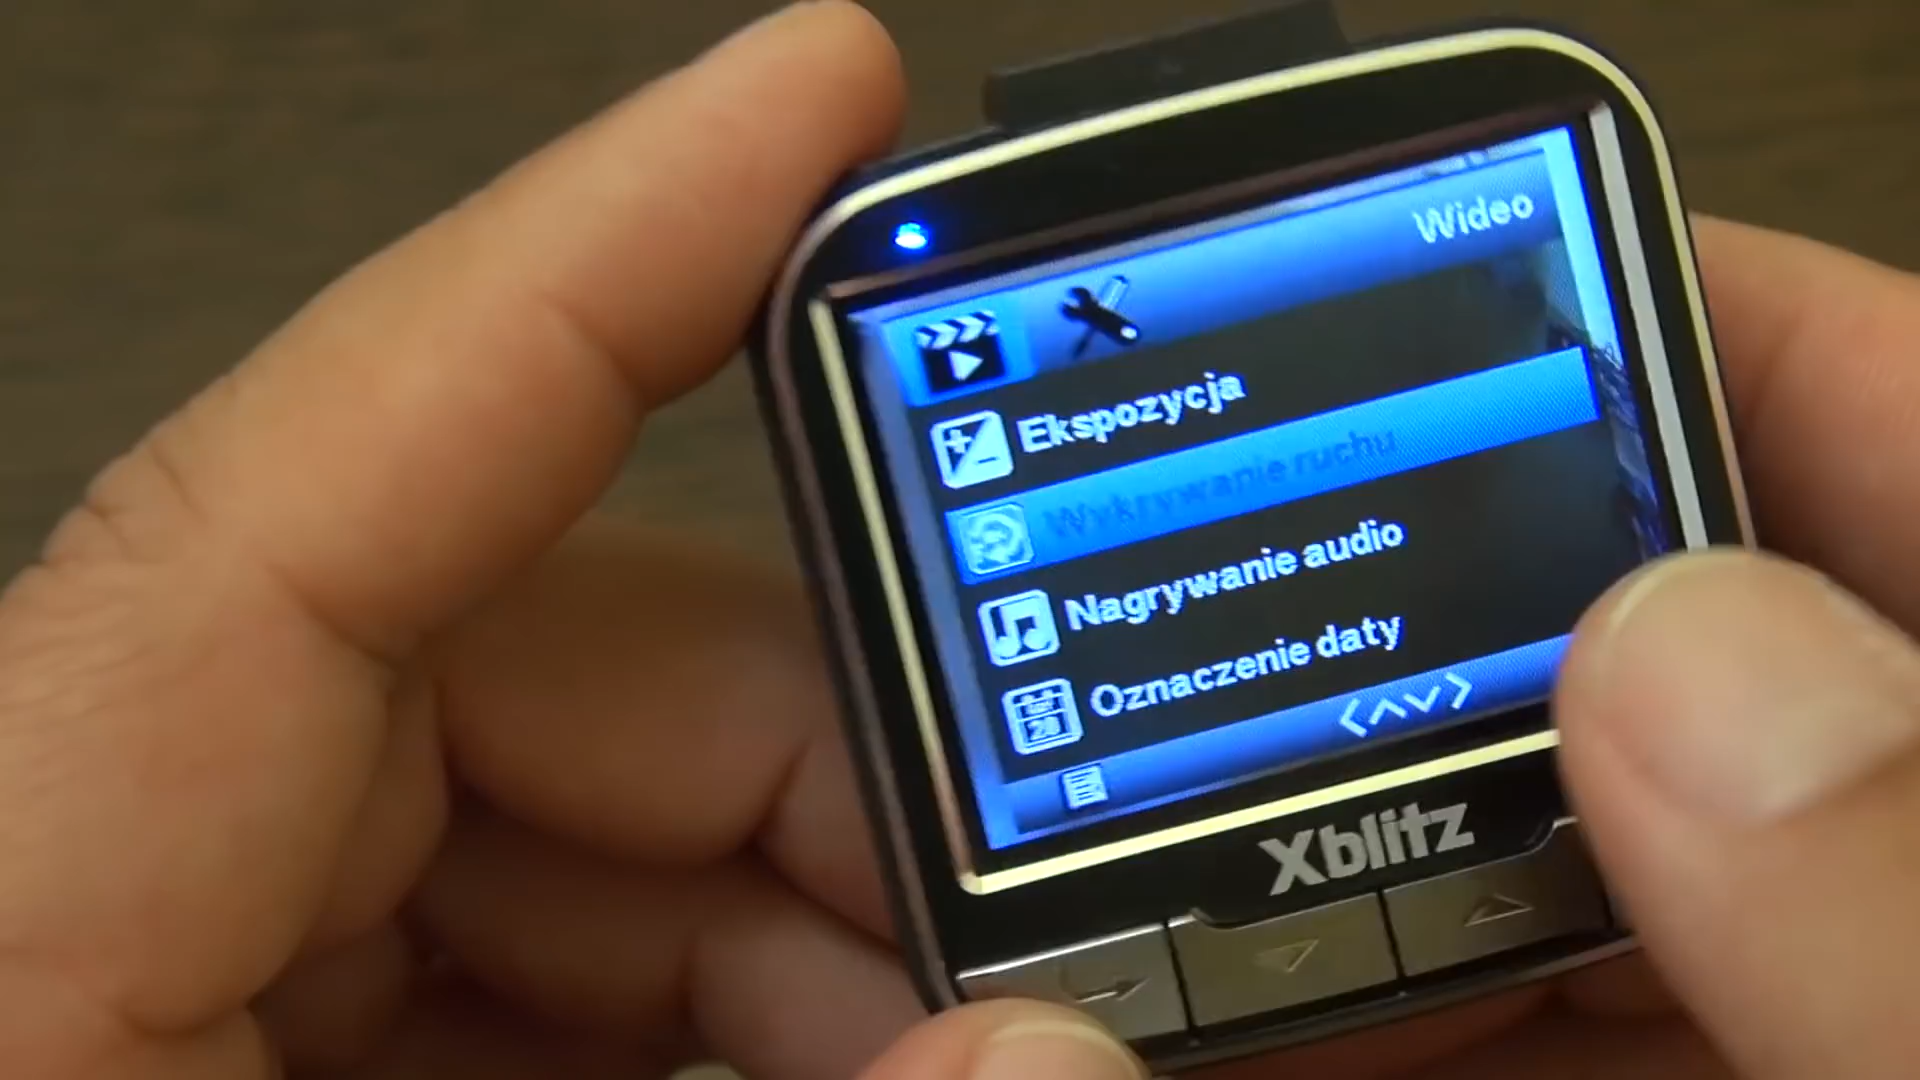 Wideo
Ekspozycja
Wykrywanie ruchu
Nagrywanie audio
Oznaczenie daty
Xblitz